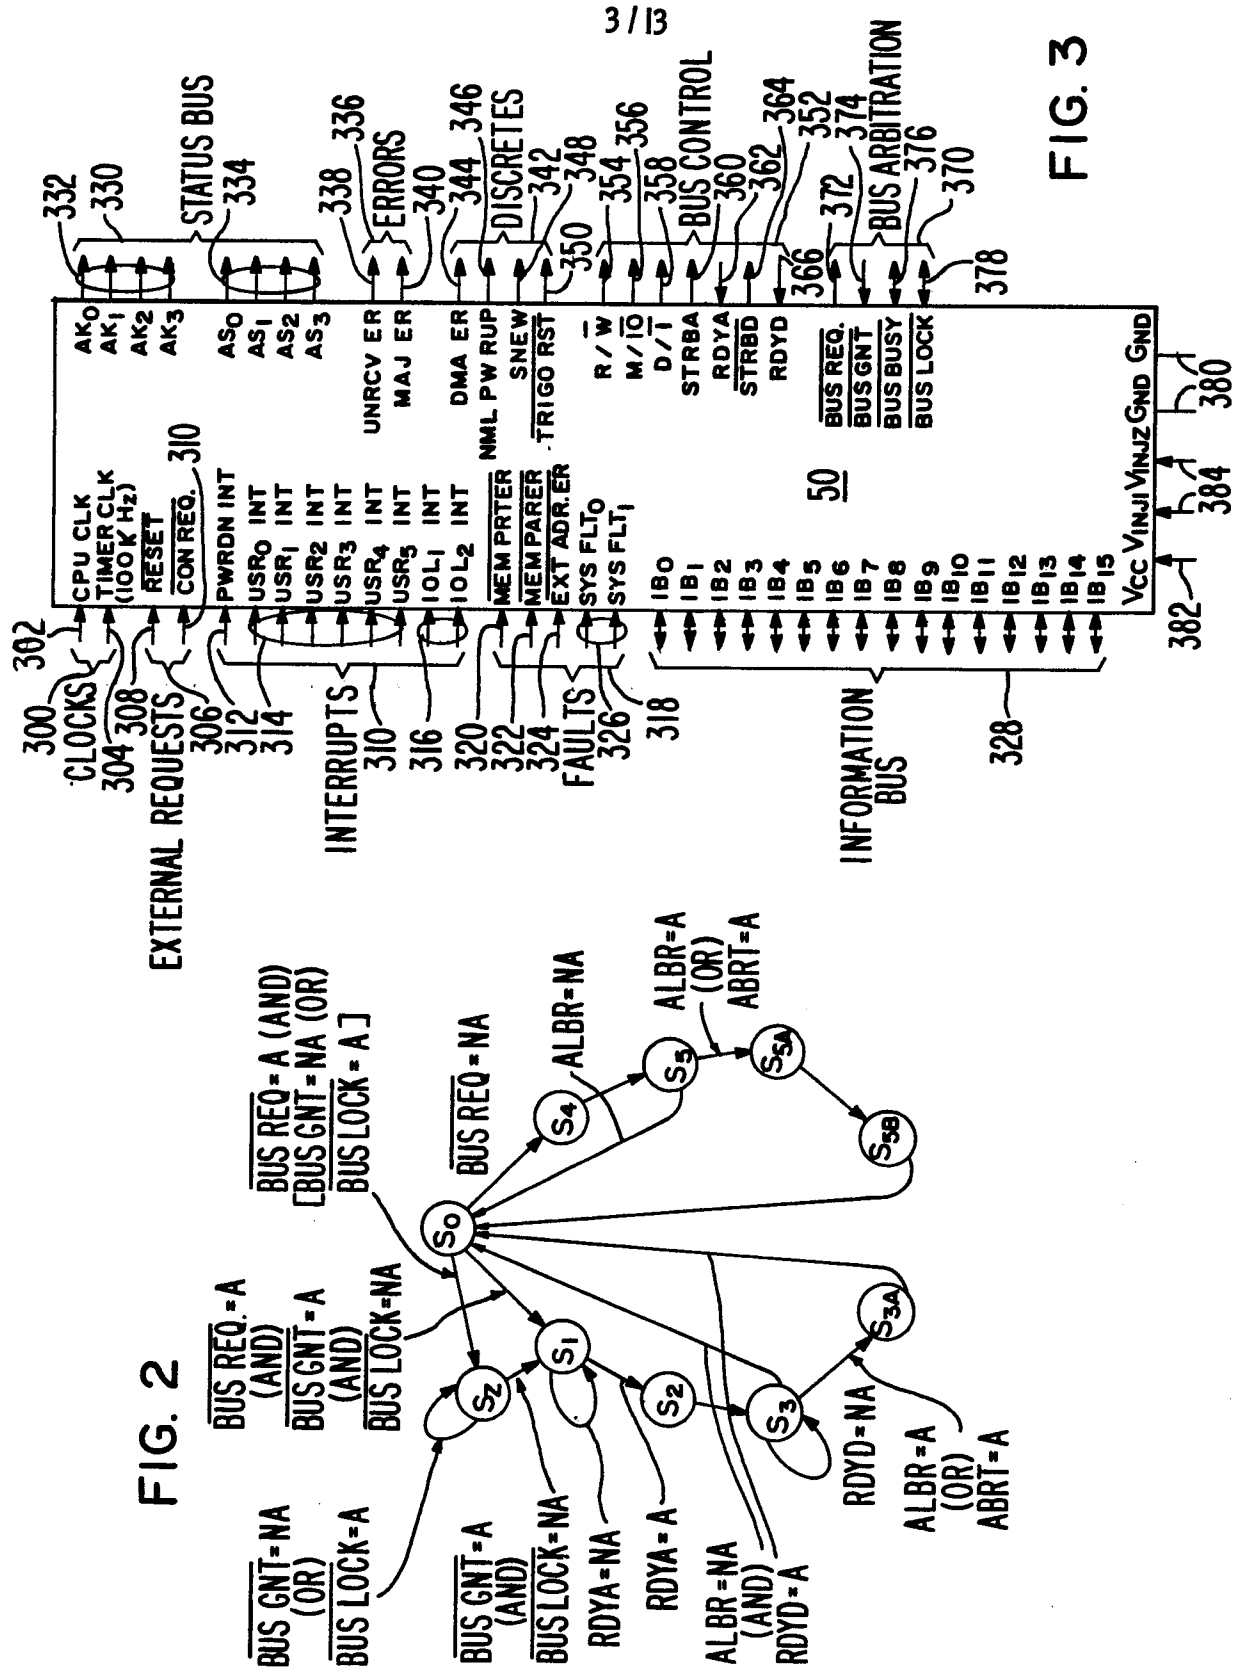 3/13
FIG. 2
BUS REQ. = A
(AND)
BUS GNT = A
(AND)
BUS LOCK=NA
BUS REQ = A (AND)
[BUS GNT = NA (OR)
BUS LOCK = A]
BUS GNT=NA
(OR)
BUS LOCK=A
BUS GNT = A
(AND)
BUS LOCK=NA
RDYA=NA
RDYA = A
ALBR=NA
(AND)
RDYD=A
RDYD=NA
ALBR=A
(OR)
ABRT=A
BUS REQ=NA
ALBR=NA
ALBR=A
(OR)
ABRT=A
S0
SZ
S1
S2
S3
S3A
S4
S5
S5A
S5B
FIG. 3
300
CLOCKS
302
304
CPU CLK
TIMER CLK
(100K Hz)
EXTERNAL REQUESTS
308
306
310
RESET
CON REQ.
INTERRUPTS
312
314
310
316
PWRDN INT
USR0 INT
USR1 INT
USR2 INT
USR3 INT
USR4 INT
USR5 INT
IOL1 INT
IOL2 INT
FAULTS
320
322
324
326
318
MEM PRTER
MEM PARER
EXT ADR.ER
SYS FLT0
SYS FLT1
INFORMATION
BUS
328
IB0
IB1
IB2
IB3
IB4
IB5
IB6
IB7
IB8
IB9
IB10
IB11
IB12
IB13
IB14
IB15
50
AK0
AK1
AK2
AK3
AS0
AS1
AS2
AS3
332
330
STATUS BUS
334
UNRCV ER
MAJ ER
338
336
ERRORS
340
DMA ER
NML PW RUP
SNEW
TRIGO RST
344
346
DISCRETES
342
348
350
R/W
M/IO
D/I
STRBA
RDYA
STRBD
RDYD
354
356
358
BUS CONTROL
360
362
364
352
366
BUS REQ.
BUS GNT
BUS BUSY
BUS LOCK
372
374
BUS ARBITRATION
376
370
378
VCC VINJ1 VINJ2 GND GND
382
384
380